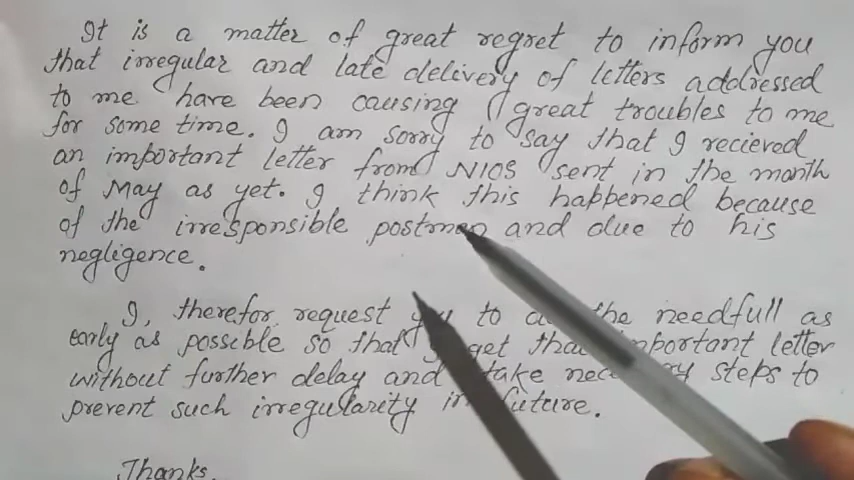 It is a matter of great regret to inform you
that irregular and late delivery of letters addressed
to me have been causing great troubles to me
for some time. I am sorry to say that I recieved
an important letter from NIOS sent in the month
of May as yet. I think this happened because
of the irresponsible postmen and due to his
negligence.
I, therefor request to the needfull as
early as possible so that get that important letter
without further delay and take steps to
prevent such irregularity in future.
Thanks.